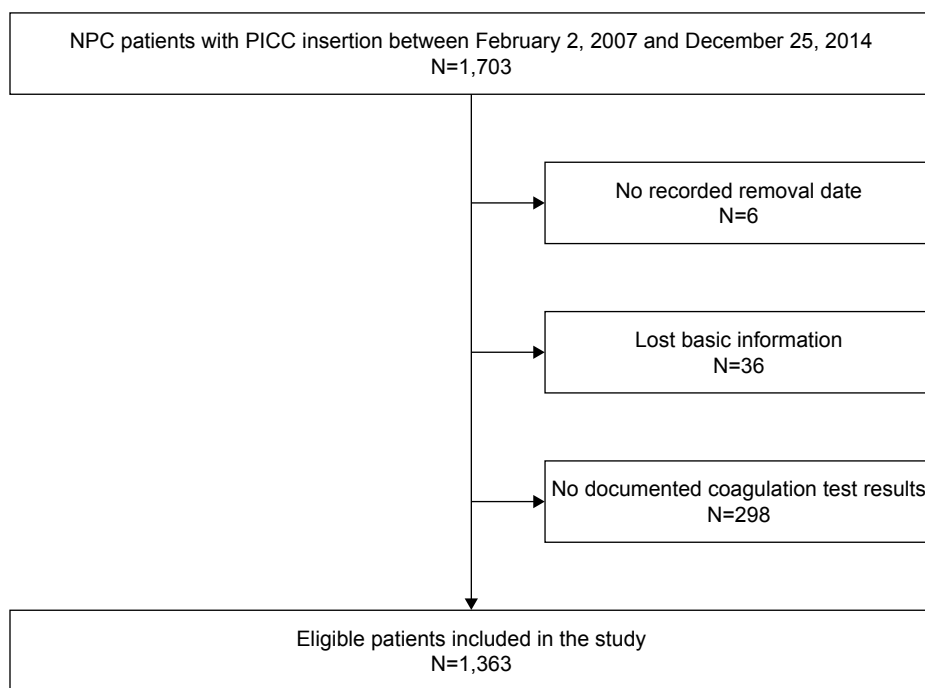 NPC patients with PICC insertion between February 2, 2007 and December 25, 2014
N=1,703
No recorded removal date
N=6
Lost basic information
N=36
No documented coagulation test results
N=298
Eligible patients included in the study
N=1,363